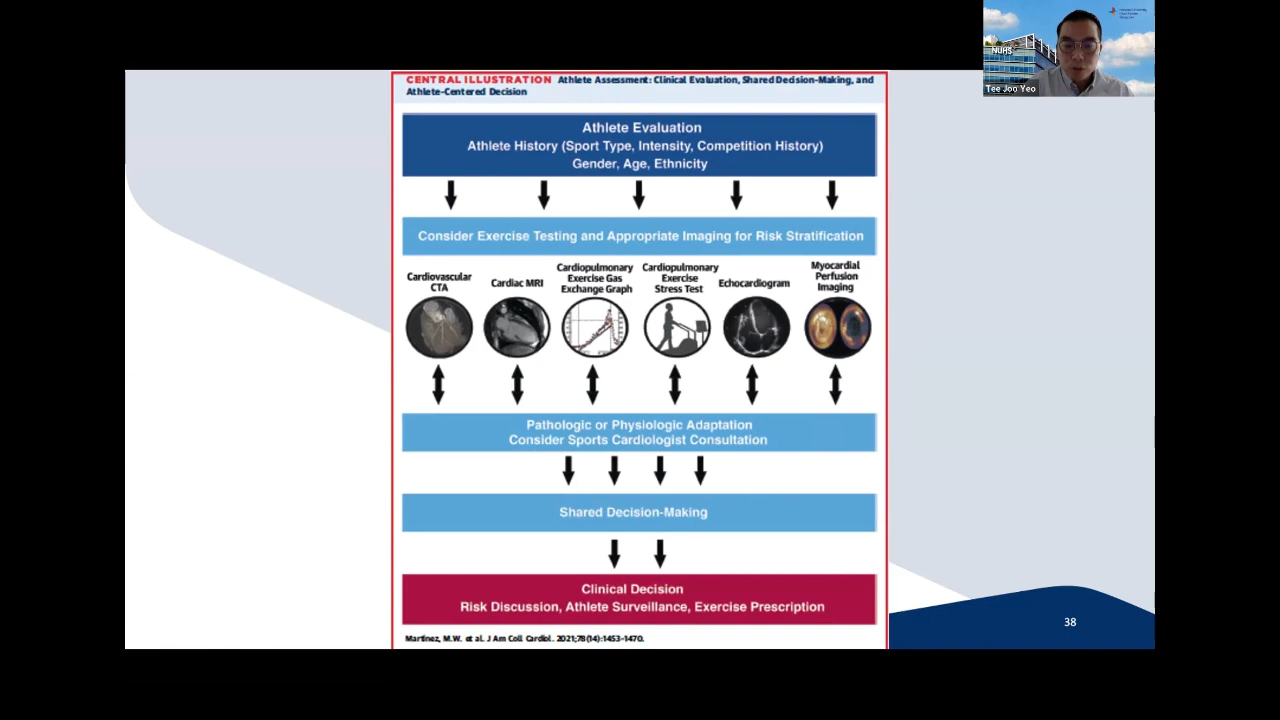 NUHS
Tee Joo Yeo
CENTRAL ILLUSTRATION Athlete Assessment: Clinical Evaluation, Shared Decision-Making, and
Athlete-Centered Decision
Athlete Evaluation
Athlete History (Sport Type, Intensity, Competition History)
Gender, Age, Ethnicity
Consider Exercise Testing and Appropriate Imaging for Risk Stratification
Cardiovascular
CTA
Cardiac MRI
Cardiopulmonary
Exercise Gas
Exchange Graph
Cardiopulmonary
Exercise
Stress Test
Echocardiogram
Myocardial
Perfusion
Imaging
Pathologic or Physiologic Adaptation
Consider Sports Cardiologist Consultation
Shared Decision-Making
Clinical Decision
Risk Discussion, Athlete Surveillance, Exercise Prescription
Martinez, M.W. et al. J Am Coll Cardiol. 2021;78(14):1453-1470.
38